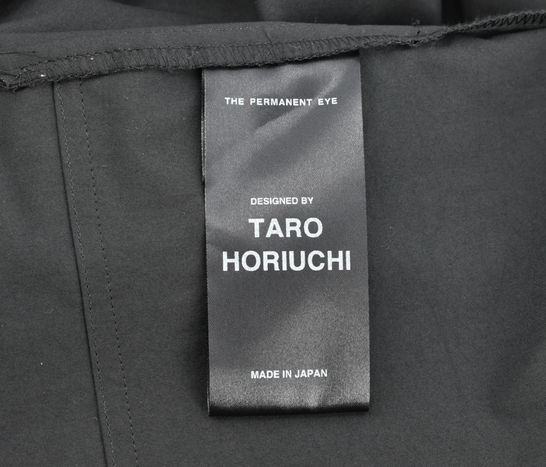 THE PERMANENT EYE
DESIGNED BY
TARO
HORIUCHI
MADE IN JAPAN